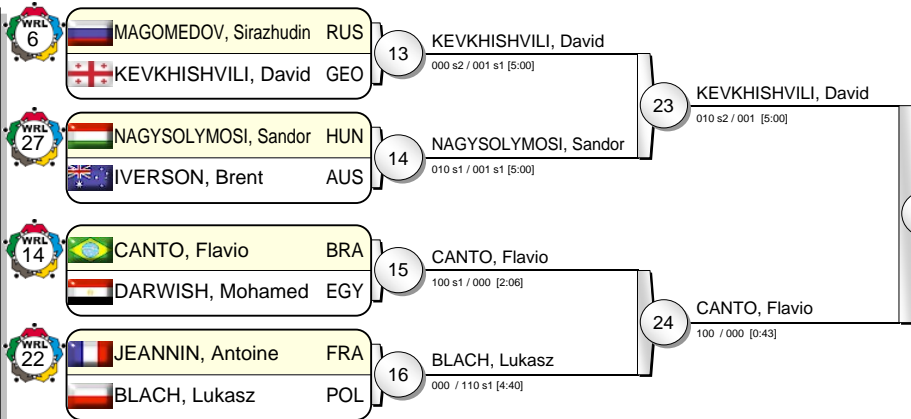 WRL
6
MAGOMEDOV, Sirazhudin RUS
KEVKHISHVILI, David GEO
13
KEVKHISHVILI, David
000 s2 / 001 s1 [5:00]
WRL
27
NAGYSOLYMOSI, Sandor HUN
IVERSON, Brent AUS
14
NAGYSOLYMOSI, Sandor
010 s1 / 001 s1 [5:00]
23
KEVKHISHVILI, David
010 s2 / 001 [5:00]
WRL
14
CANTO, Flavio BRA
DARWISH, Mohamed EGY
15
CANTO, Flavio
100 s1 / 000 [2:06]
WRL
22
JEANNIN, Antoine FRA
BLACH, Lukasz POL
16
BLACH, Lukasz
000 / 110 s1 [4:40]
24
CANTO, Flavio
100 / 000 [0:43]